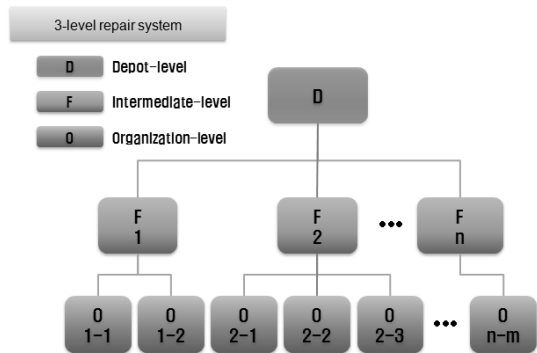 3-level repair system
D Depot-level
F Intermediate-level
O Organization-level
D
F F ••• F
1 2 n
O O O O O ••• O
1-1 1-2 2-1 2-2 2-3 n-m